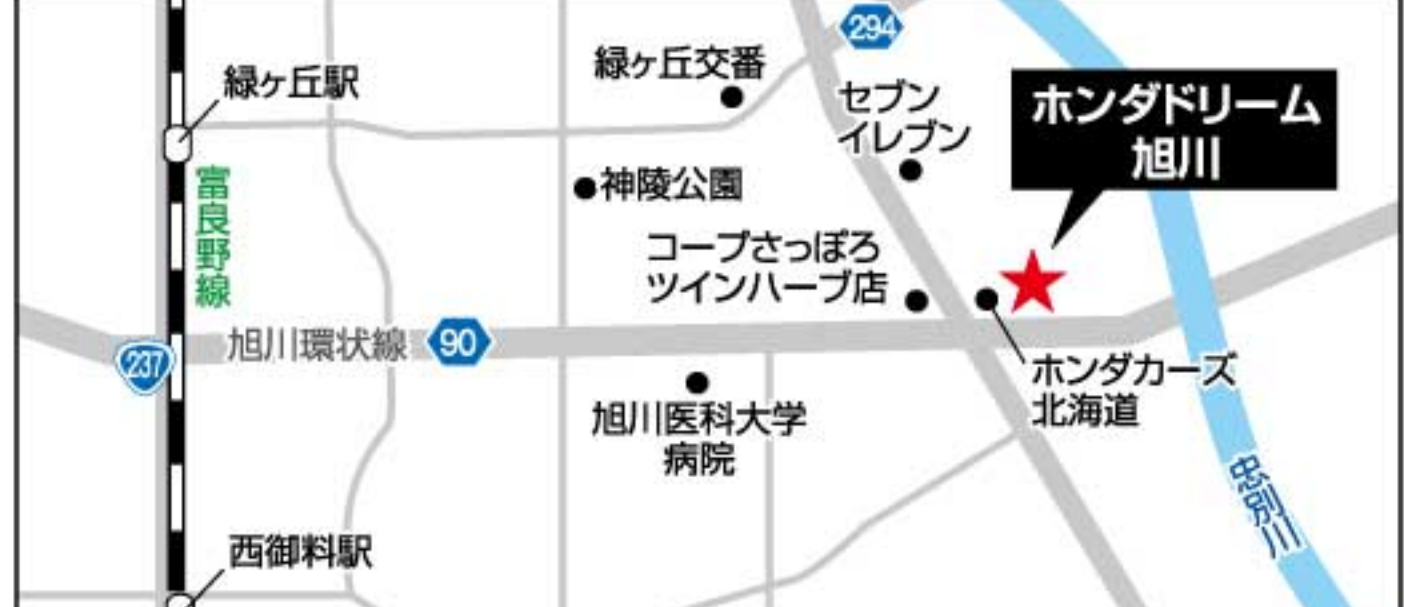 294
緑ヶ丘交番
緑ヶ丘駅
セブン
イレブン
ホンダドリーム
旭川
神陵公園
富良野線
コープさっぽろ
ツインハーブ店
旭川環状線
90
237
ホンダカーズ
北海道
旭川医科大学
病院
忠別川
西御料駅